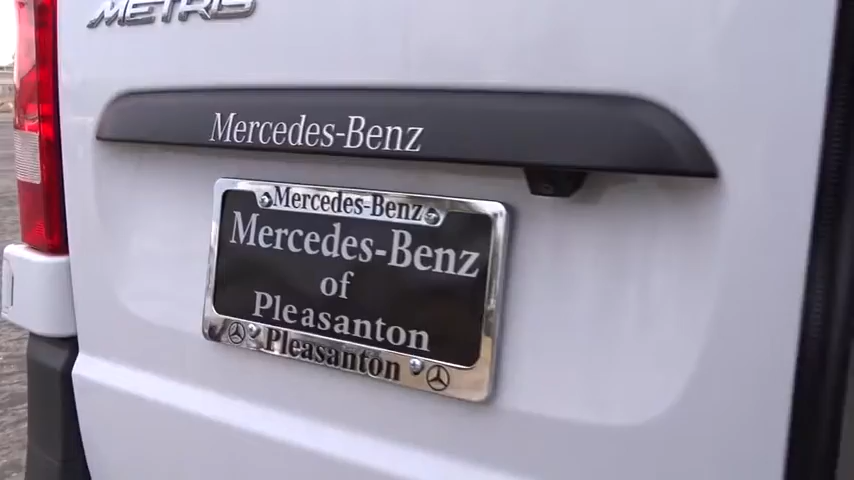 METRIS
Mercedes-Benz
Mercedes-Benz
Mercedes-Benz
of
Pleasanton
Pleasanton